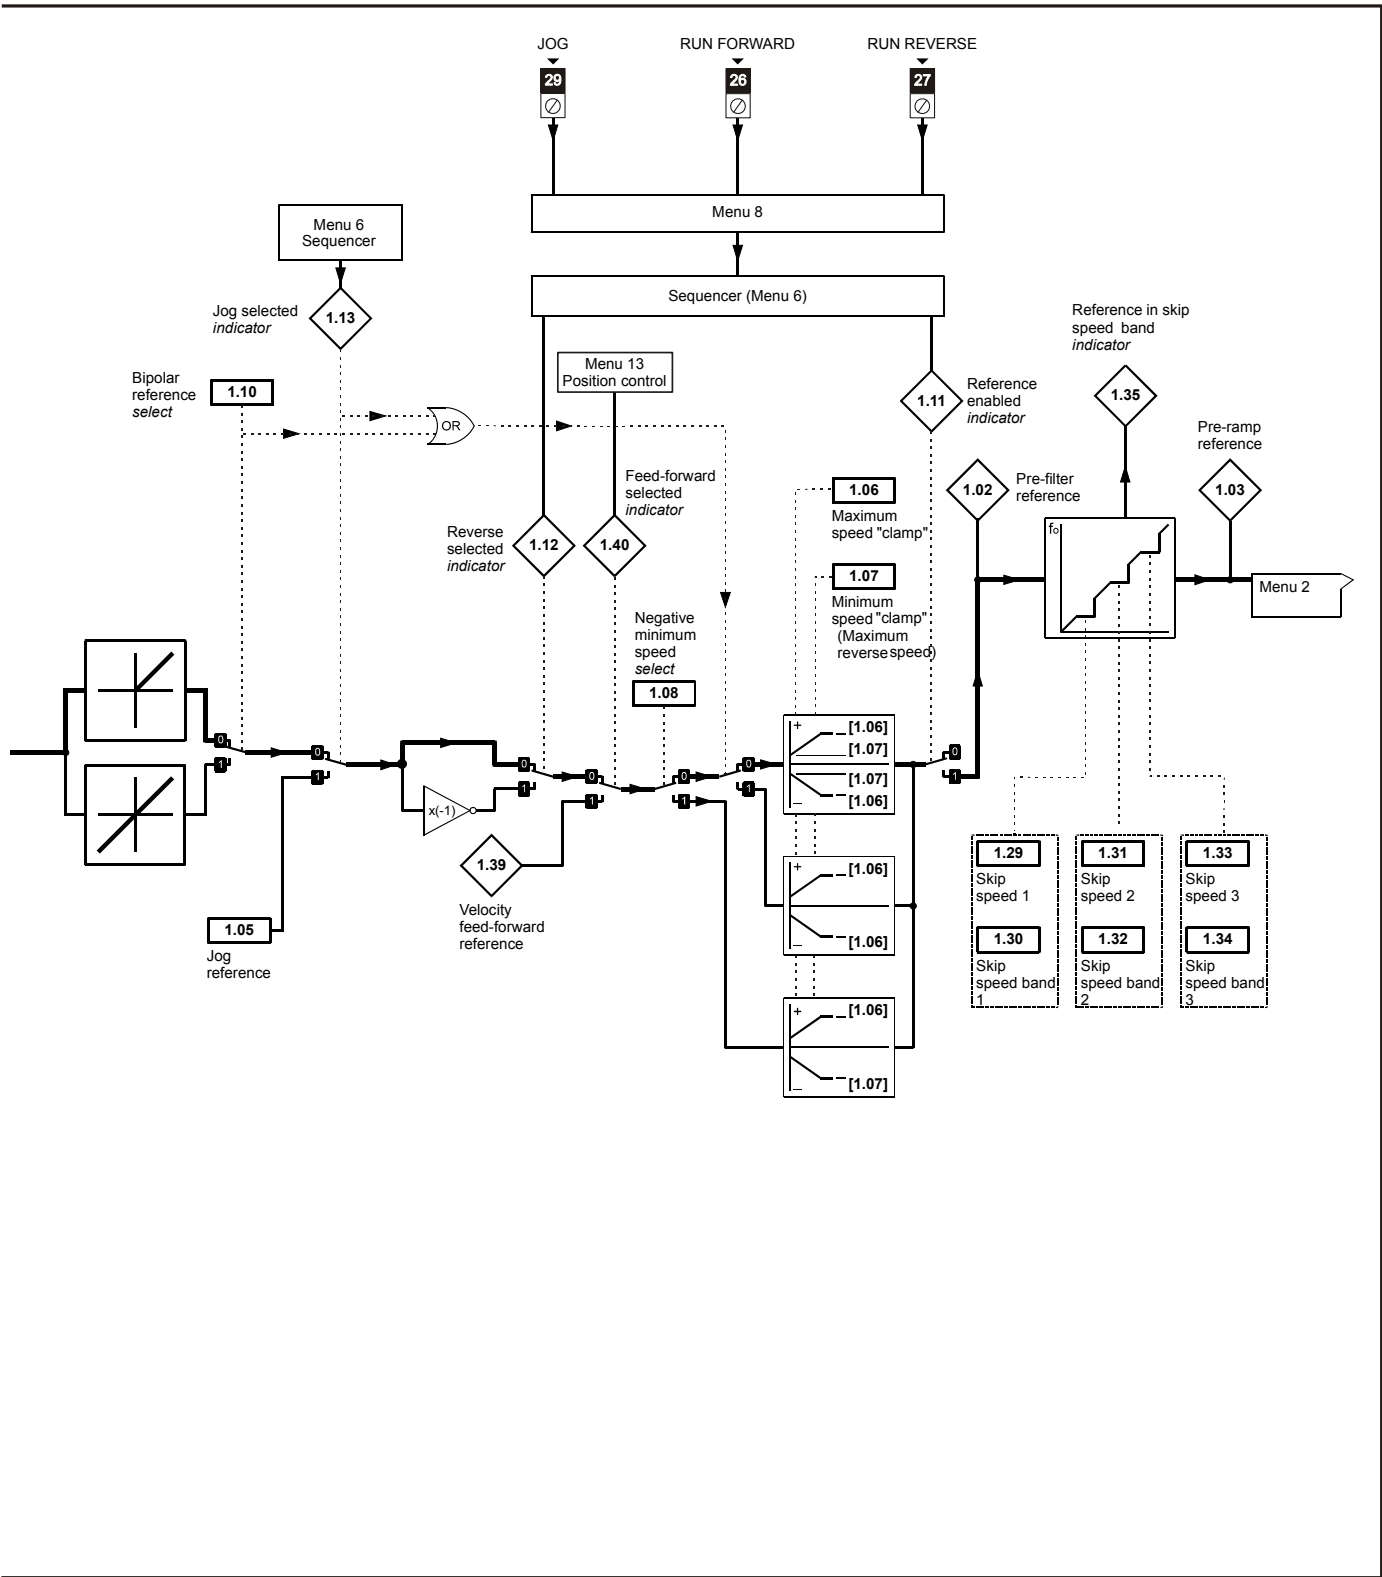 JOG
RUN FORWARD
RUN REVERSE
29
26
27
Menu 8
Menu 6
Sequencer
Sequencer (Menu 6)
Jog selected
indicator
1.13
Reference in skip
speed band
indicator
Menu 13
Position control
Bipolar
reference
select
1.10
1.11
Reference
enabled
indicator
1.35
OR
Pre-ramp
reference
Feed-forward
selected
indicator
1.06
Maximum
speed "clamp"
1.02
Pre-filter
reference
1.03
Reverse
selected
indicator
1.12
1.40
fo
1.07
Minimum
speed "clamp"
(Maximum
reverse speed)
Menu 2
Negative
minimum
speed
select
1.08
0
1
0
1
x(-1)
0
1
0
1
0
1
0
1
+
[1.06]
[1.07]
[1.07]
[1.06]
–
0
1
1.39
Velocity
feed-forward
reference
+
[1.06]
[1.06]
–
1.29
Skip
speed 1
1.31
Skip
speed 2
1.33
Skip
speed 3
1.05
Jog
reference
1.30
Skip
speed band
1
1.32
Skip
speed band
2
1.34
Skip
speed band
3
+
[1.06]
[1.07]
–